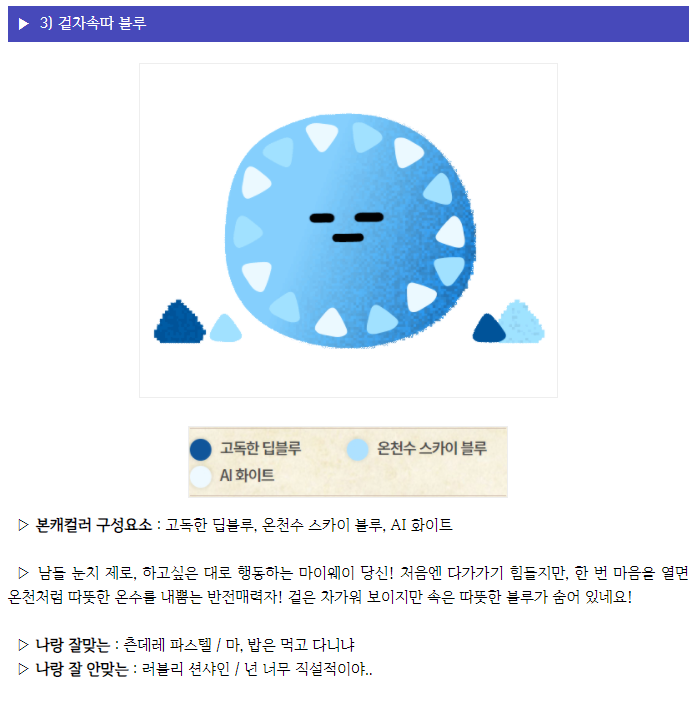 ▶ 3) 겉차속따 블루
고독한 딥블루
온천수 스카이 블루
AI 화이트
▷ 본캐컬러 구성요소 : 고독한 딥블루, 온천수 스카이 블루, AI 화이트
▷ 남들 눈치 제로, 하고싶은 대로 행동하는 마이웨이 당신! 처음엔 다가가기 힘들지만, 한 번 마음을 열면
온천처럼 따뜻한 온수를 내뿜는 반전매력자! 겉은 차가워 보이지만 속은 따뜻한 블루가 숨어 있네요!
▷ 나랑 잘맞는 : 츤데레 파스텔 / 마, 밥은 먹고 다니냐
▷ 나랑 잘 안맞는 : 러블리 션샤인 / 넌 너무 직설적이야..